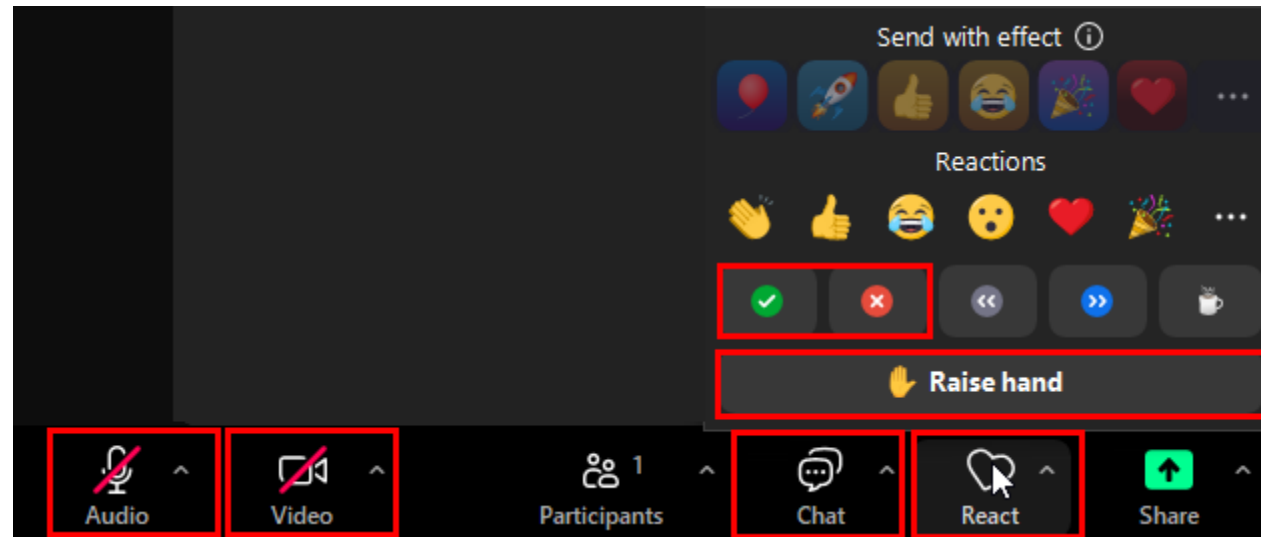 Send with effect
Reactions
Raise hand
1
Audio Video Participants Chat React Share